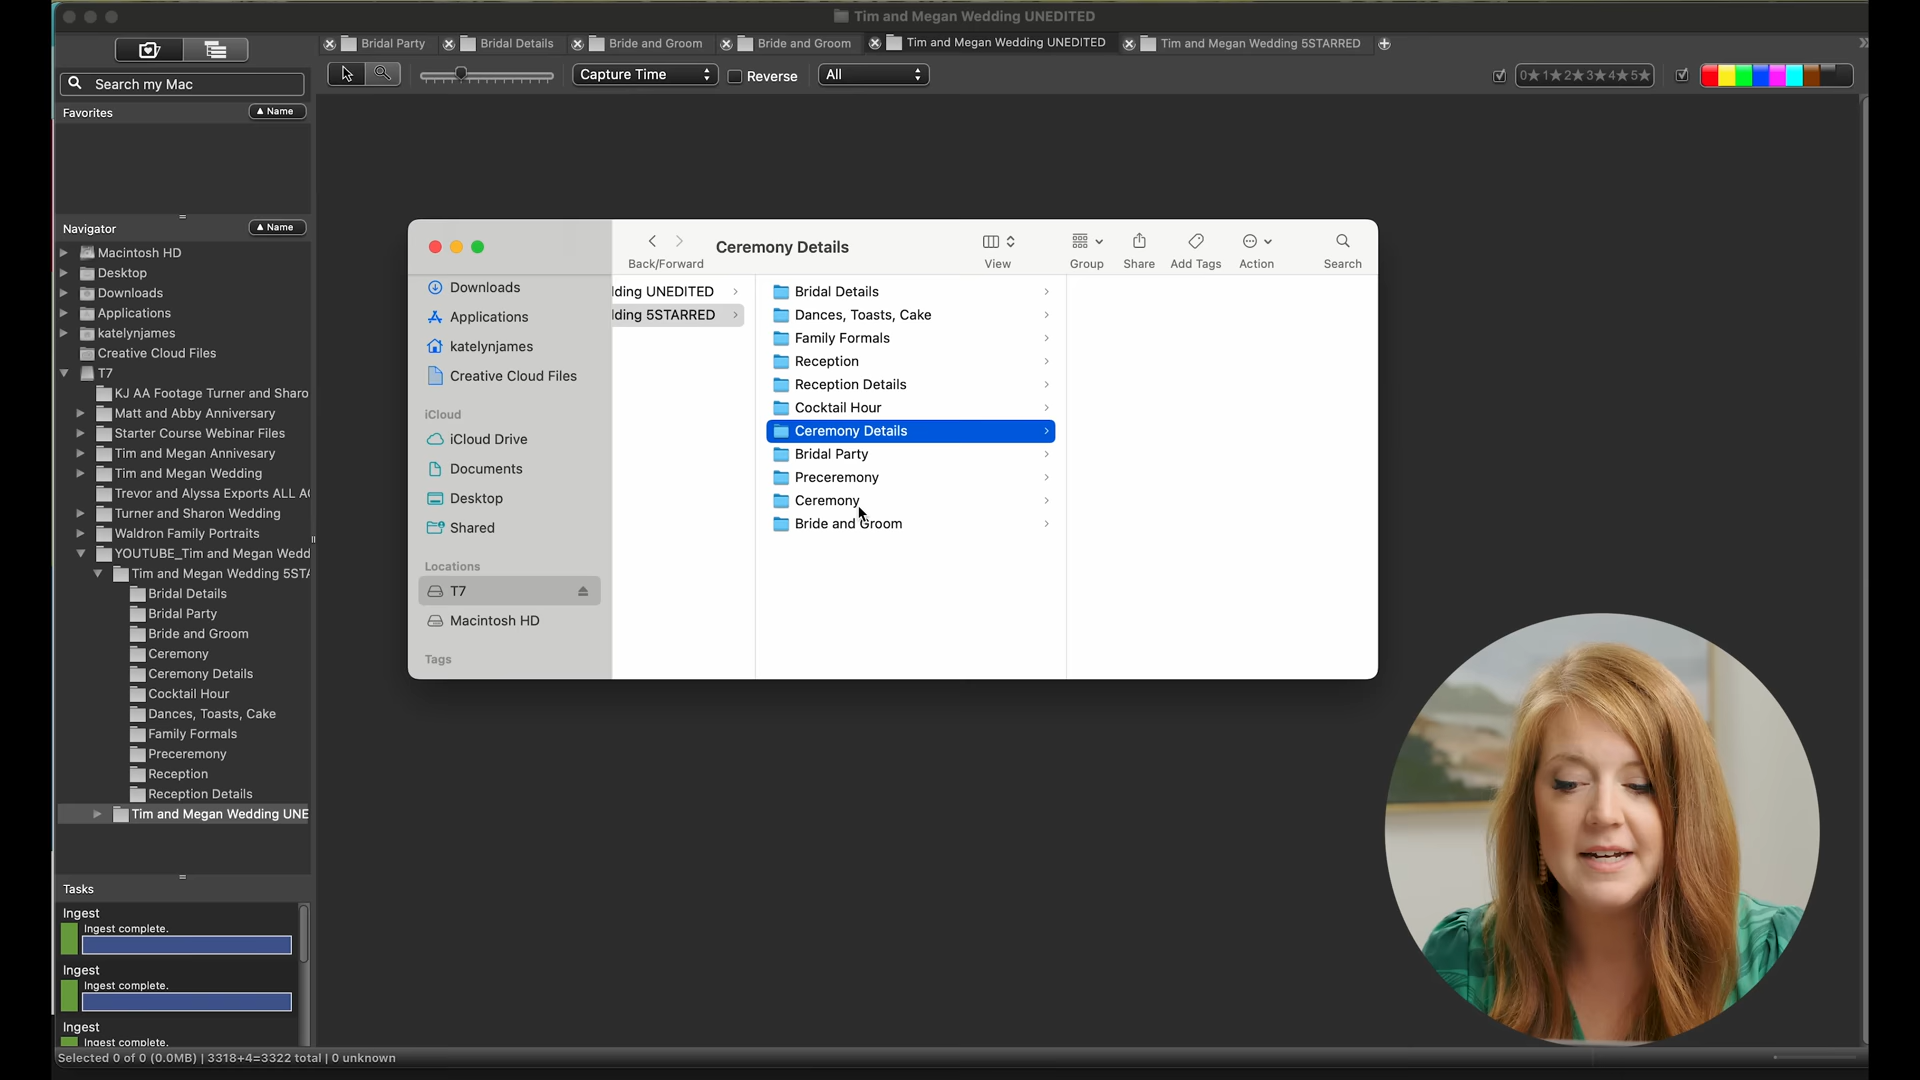 Tim and Megan Wedding UNEDITED
Bridal Party
Bridal Details
Bride and Groom
Bride and Groom
Tim and Megan Wedding UNEDITED
Tim and Megan Wedding 5STARRED
Search my Mac
Capture Time
Reverse
All
0★ 1★ 2★ 3★ 4★ 5★
Favorites
▲ Name
Navigator
▲ Name
Macintosh HD
Desktop
Downloads
Applications
katelynjames
Creative Cloud Files
T7
KJ AA Footage Turner and Sharo
Matt and Abby Anniversary
Starter Course Webinar Files
Tim and Megan Annivesary
Tim and Megan Wedding
Trevor and Alyssa Exports ALL A
Turner and Sharon Wedding
Waldron Family Portraits
YOUTUBE_Tim and Megan Wedd
Tim and Megan Wedding 5STA
Bridal Details
Bridal Party
Bride and Groom
Ceremony
Ceremony Details
Cocktail Hour
Dances, Toasts, Cake
Family Formals
Preceremony
Reception
Reception Details
Tim and Megan Wedding UNE
Tasks
Ingest
Ingest complete.
Ingest
Ingest complete.
Ingest
Ingest complete.
Selected 0 of 0 (0.0MB) | 3318+4=3322 total | 0 unknown
Back/Forward
Ceremony Details
View
Group
Share
Add Tags
Action
Search
Downloads
Applications
katelynjames
Creative Cloud Files
iCloud
iCloud Drive
Documents
Desktop
Shared
Locations
T7
Macintosh HD
Tags
lding UNEDITED
lding 5STARRED
Bridal Details
Dances, Toasts, Cake
Family Formals
Reception
Reception Details
Cocktail Hour
Ceremony Details
Bridal Party
Preceremony
Ceremony
Bride and Groom